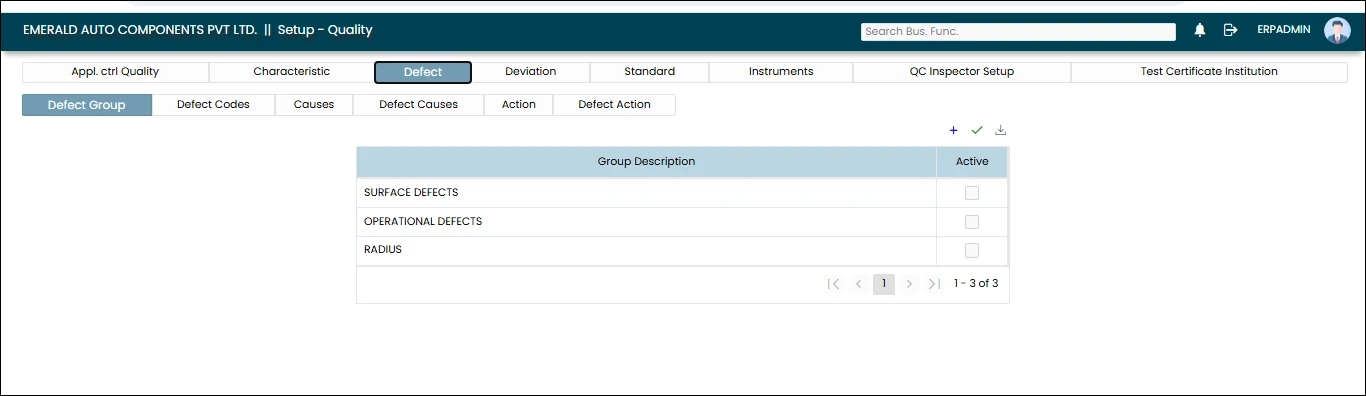 EMERALD AUTO COMPONENTS PVT LTD. || Setup - Quality
Search Bus. Func.
ERPADMIN
Appl. ctrl Quality
Characteristic
Defect
Deviation
Standard
Instruments
QC Inspector Setup
Test Certificate Institution
Defect Group
Defect Codes
Causes
Defect Causes
Action
Defect Action
Group Description
Active
SURFACE DEFECTS
OPERATIONAL DEFECTS
RADIUS
1
1 - 3 of 3